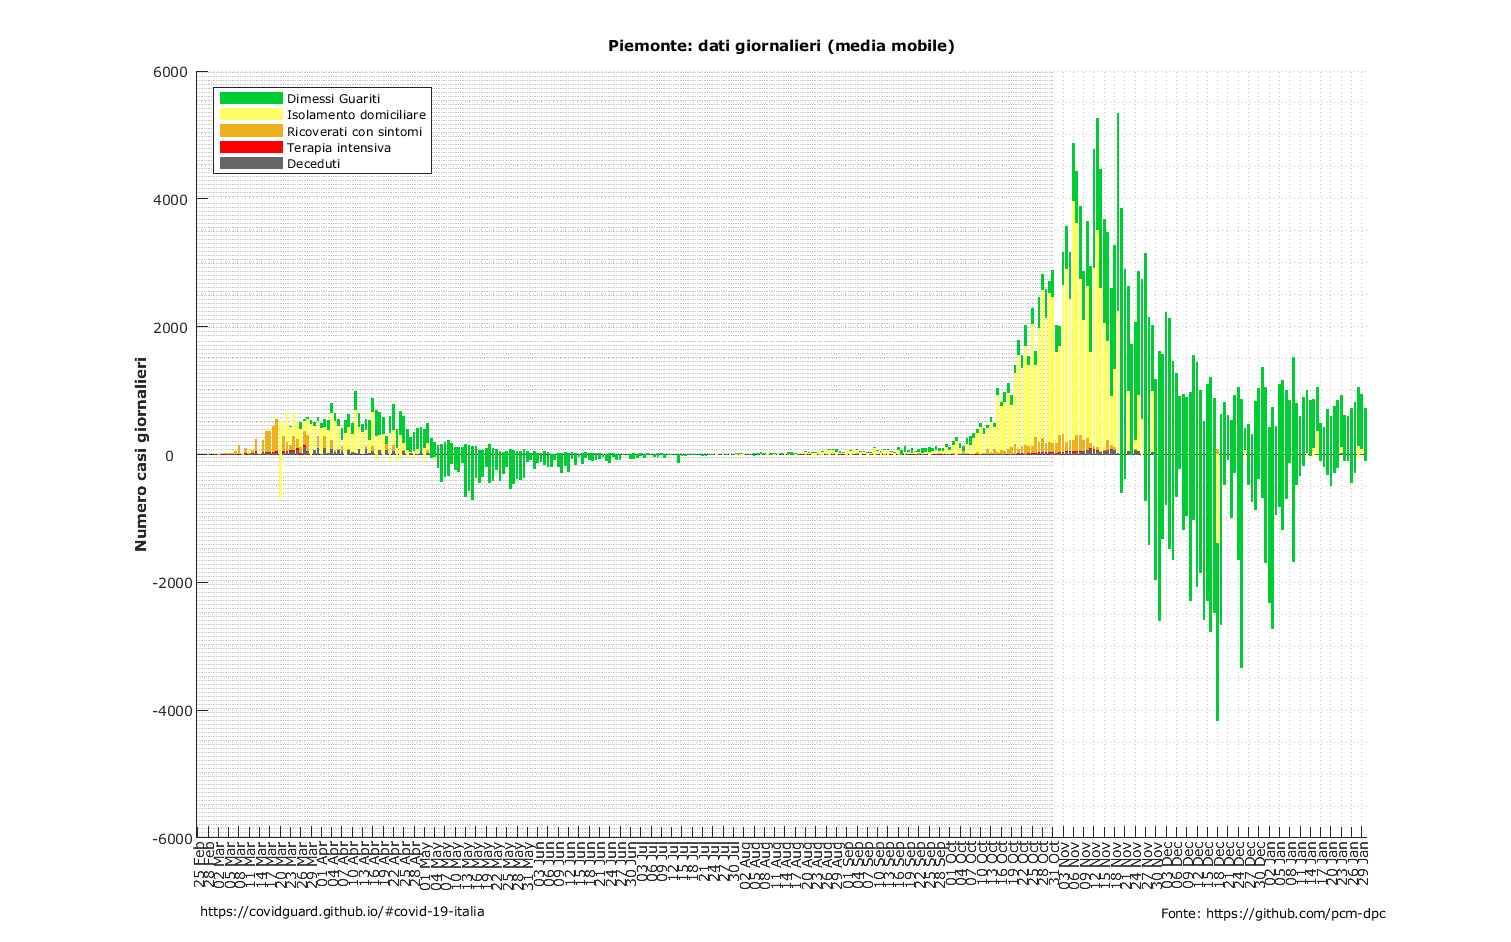 Piemonte: dati giornalieri (media mobile)
Dimessi Guariti
Isolamento domiciliare
Ricoverati con sintomi
Terapia intensiva
Deceduti
Numero casi giornalieri
6000
4000
2000
0
-2000
-4000
-6000
25 Feb
28 Feb
02 Mar
05 Mar
08 Mar
11 Mar
14 Mar
17 Mar
20 Mar
23 Mar
26 Mar
29 Mar
01 Apr
04 Apr
07 Apr
10 Apr
13 Apr
16 Apr
19 Apr
22 Apr
25 Apr
28 Apr
01 May
04 May
07 May
10 May
13 May
16 May
19 May
22 May
25 May
28 May
31 May
03 Jun
06 Jun
09 Jun
12 Jun
15 Jun
18 Jun
21 Jun
24 Jun
27 Jun
30 Jun
03 Jul
06 Jul
09 Jul
12 Jul
15 Jul
18 Jul
21 Jul
24 Jul
27 Jul
30 Jul
02 Aug
05 Aug
08 Aug
11 Aug
14 Aug
17 Aug
20 Aug
23 Aug
26 Aug
29 Aug
01 Sep
04 Sep
07 Sep
10 Sep
13 Sep
16 Sep
19 Sep
22 Sep
25 Sep
28 Sep
01 Oct
04 Oct
07 Oct
10 Oct
13 Oct
16 Oct
19 Oct
22 Oct
25 Oct
28 Oct
31 Oct
03 Nov
06 Nov
09 Nov
12 Nov
15 Nov
18 Nov
21 Nov
24 Nov
27 Nov
30 Nov
03 Dec
06 Dec
09 Dec
12 Dec
15 Dec
18 Dec
21 Dec
24 Dec
27 Dec
30 Dec
02 Jan
05 Jan
08 Jan
11 Jan
14 Jan
17 Jan
20 Jan
23 Jan
26 Jan
29 Jan
https://covidguard.github.io/#covid-19-italia
Fonte: https://github.com/pcm-dpc